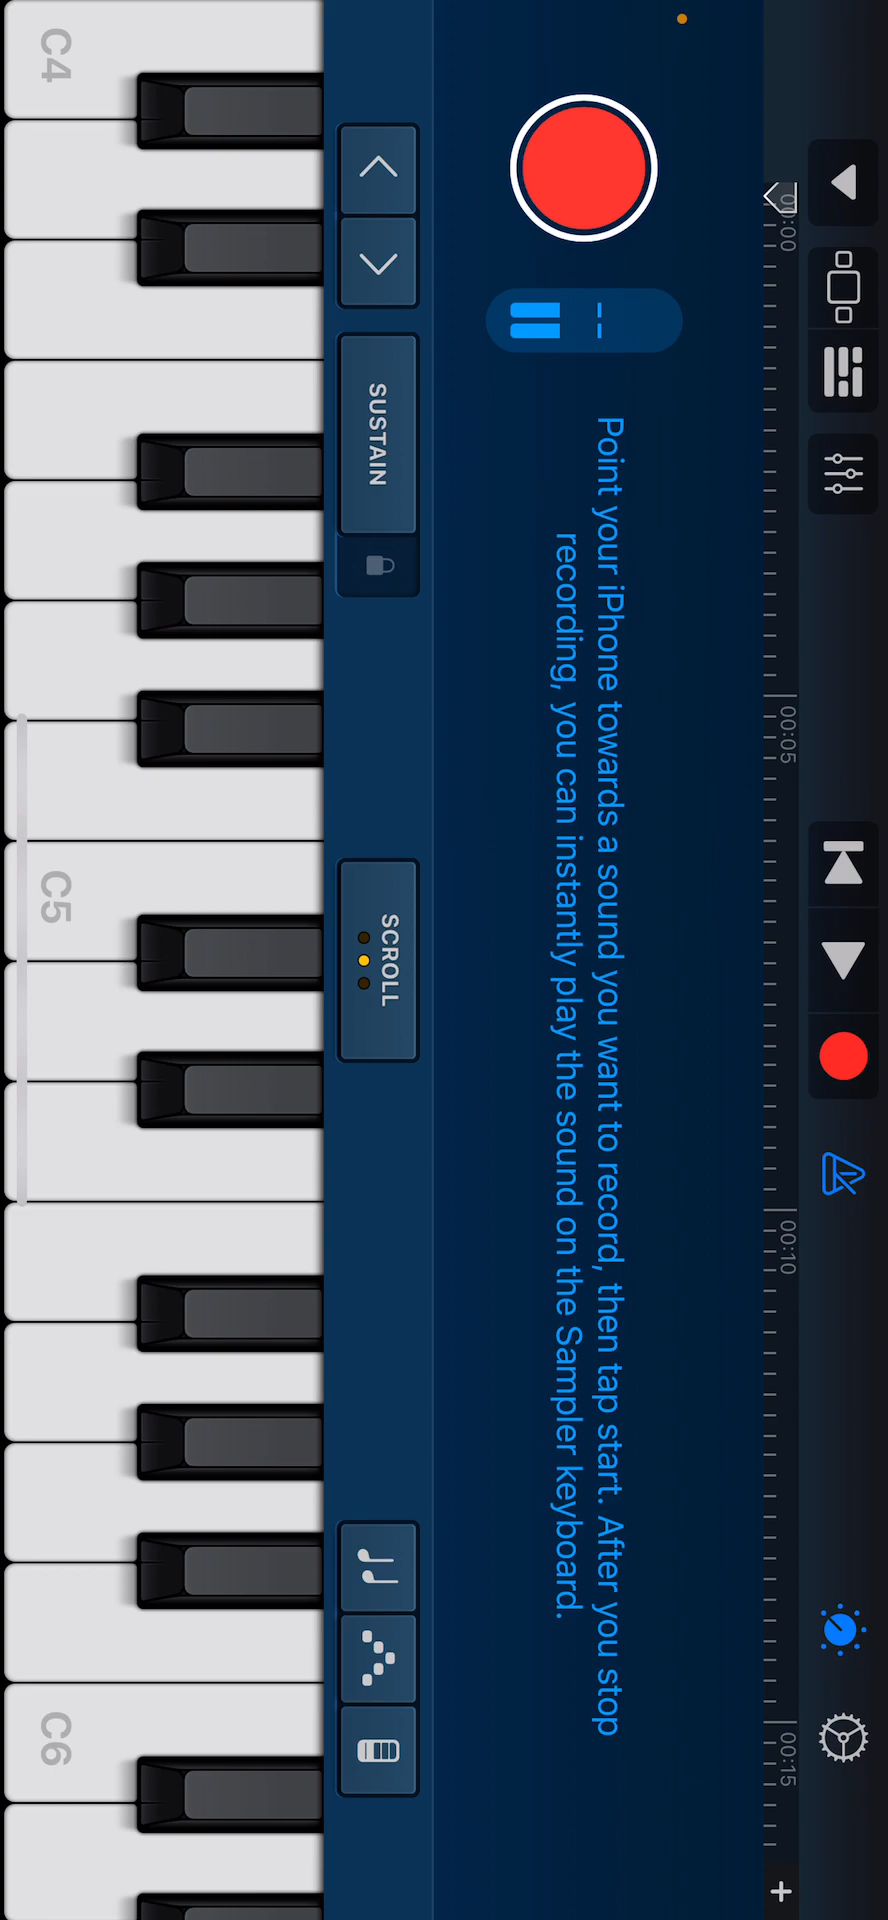 00:00
00:05
00:10
00:15
Point your iPhone towards a sound you want to record, then tap start. After you stop
recording, you can instantly play the sound on the Sampler keyboard.
SUSTAIN
SCROLL
C4
C5
C6